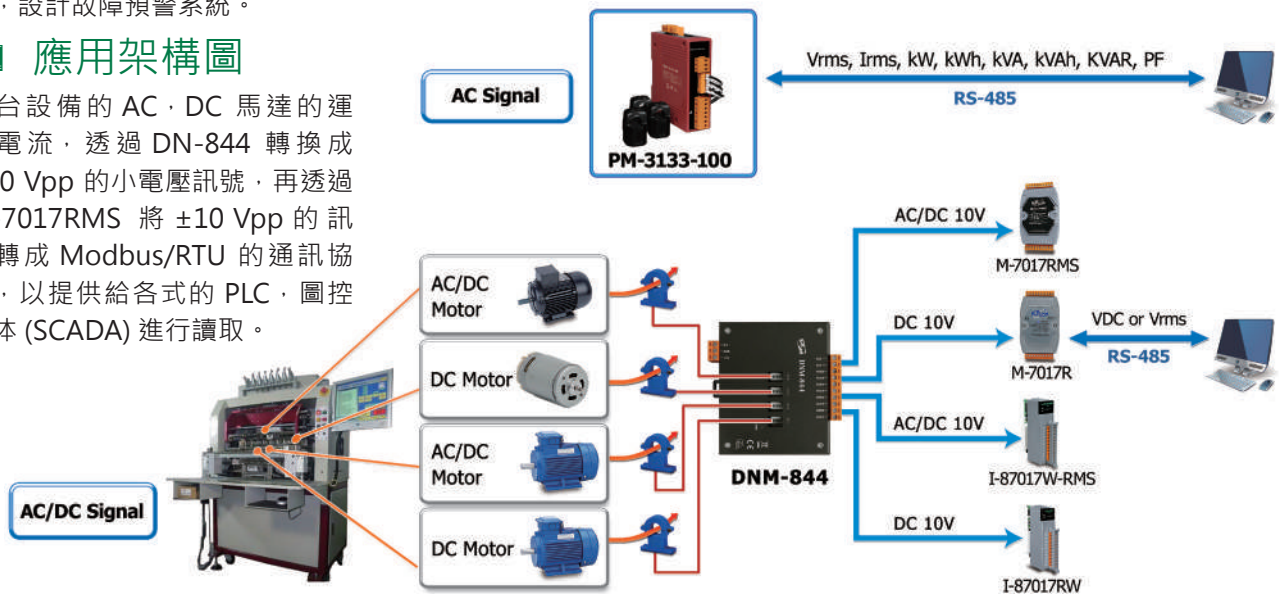 ，設計故障預警系統。
應用架構圖
台設備的 AC，DC 馬達的運
電流，透過 DN-844 轉換成
0 Vpp 的小電壓訊號，再透過
7017RMS 將 ±10 Vpp 的訊
轉成 Modbus/RTU 的通訊協
，以提供給各式的 PLC，圖控
体 (SCADA) 進行讀取。
AC Signal
PM-3133-100
Vrms, Irms, kW, kWh, kVA, kVAh, KVAR, PF
RS-485
AC/DC Signal
AC/DC
Motor
DC Motor
AC/DC
Motor
DC Motor
DNM-844
DNM-844
AC/DC 10V
M-7017RMS
DC 10V
M-7017R
VDC or Vrms
RS-485
AC/DC 10V
I-87017W-RMS
DC 10V
I-87017RW